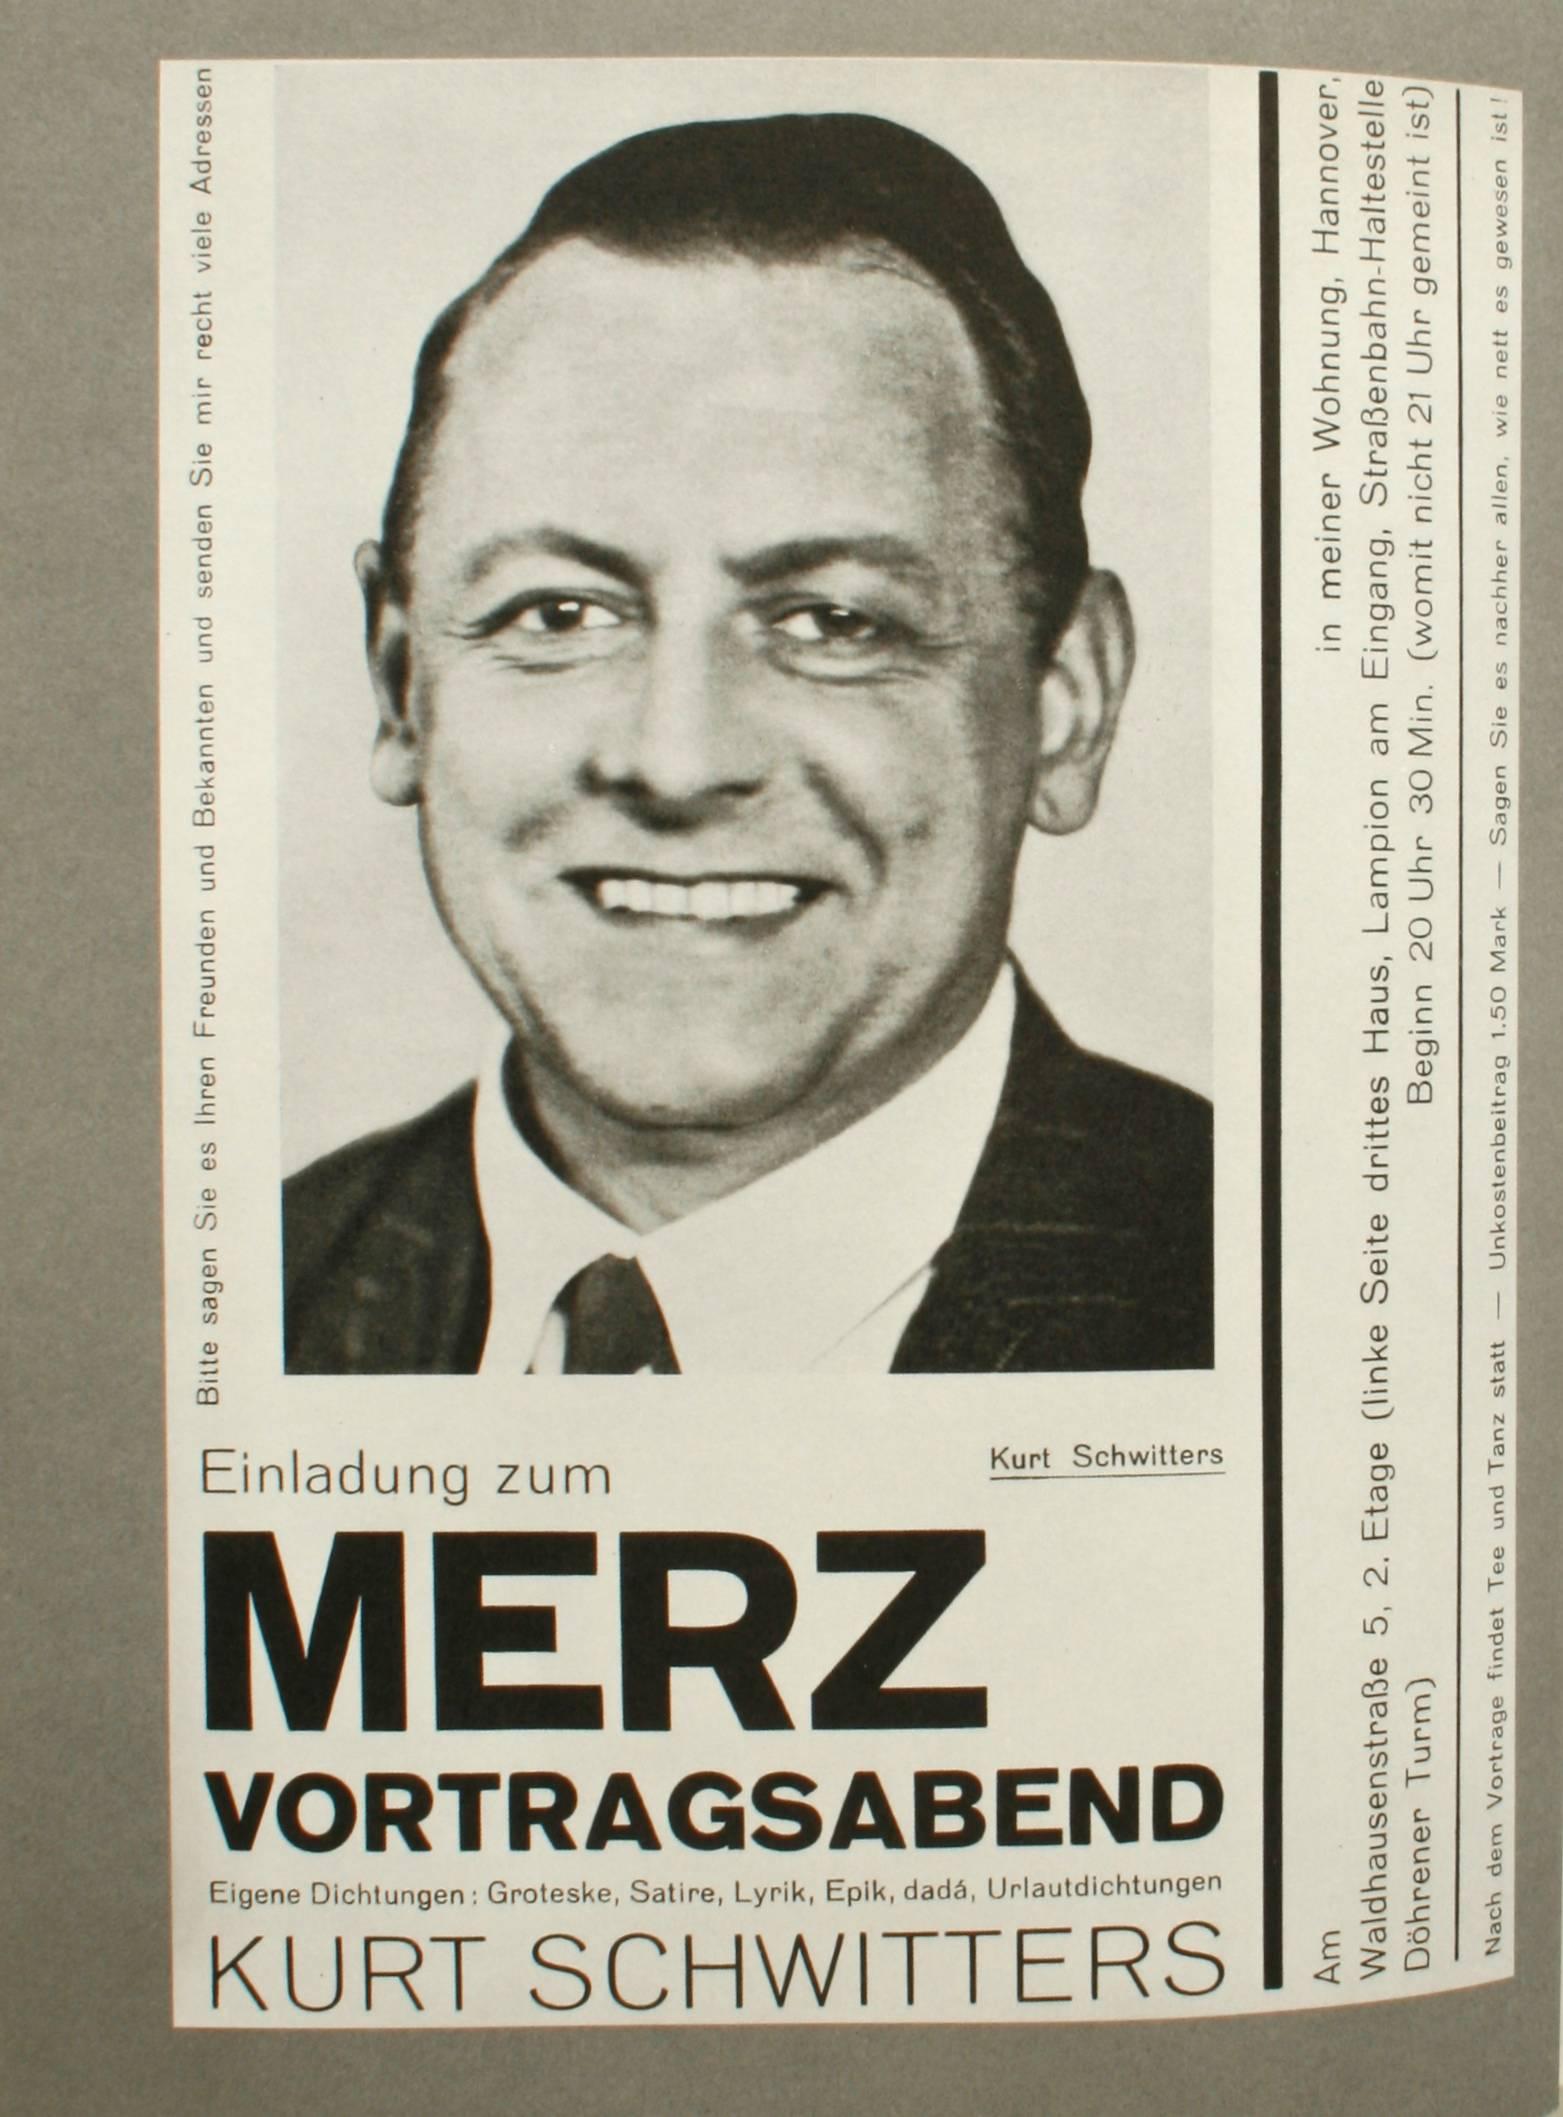 Bitte sagen Sie es Ihren Freunden und Bekannten und senden Sie mir recht viele Adressen
Einladung zum
Kurt Schwitters
MERZ
VORTRAGSABEND
Eigene Dichtungen: Groteske, Satire, Lyrik, Epik, dadá, Urlautdichtungen
KURT SCHWITTERS
Am in meiner Wohnung, Hannover,
Waldhausenstraße 5, 2. Etage (linke Seite drittes Haus, Lampion am Eingang, Straßenbahn-Haltestelle
Döhrener Turm) Beginn 20 Uhr 30 Min. (womit nicht 21 Uhr gemeint ist)
Nach dem Vortrage findet Tee und Tanz statt — Unkostenbeitrag 1.50 Mark — Sagen Sie es nachher allen, wie nett es gewesen ist!